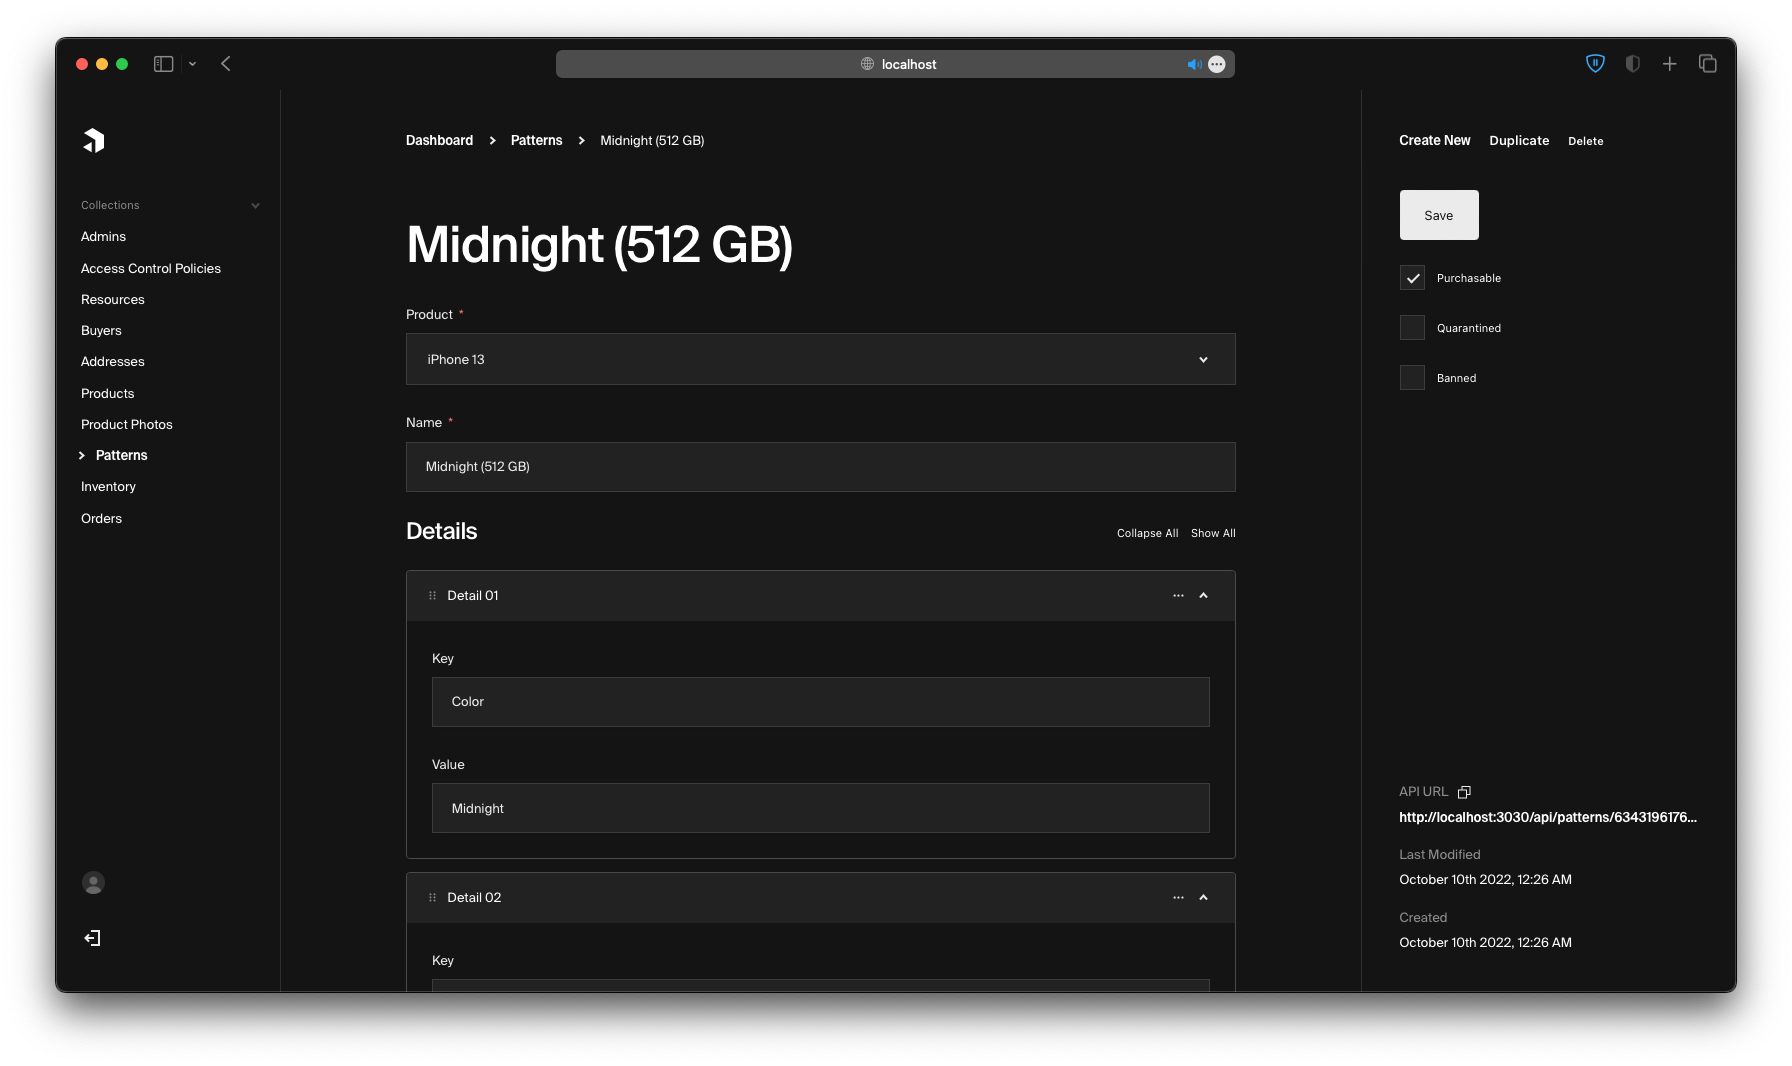 localhost
Collections
Admins
Access Control Policies
Resources
Buyers
Addresses
Products
Product Photos
Patterns
Inventory
Orders
Dashboard Patterns Midnight (512 GB)
Midnight (512 GB)
Product *
iPhone 13
Name *
Midnight (512 GB)
Details
Collapse All Show All
Detail 01
Key
Color
Value
Midnight
Detail 02
Key
Create New Duplicate Delete
Save
Purchasable
Quarantined
Banned
API URL
http://localhost:3030/api/patterns/6343196176...
Last Modified
October 10th 2022, 12:26 AM
Created
October 10th 2022, 12:26 AM